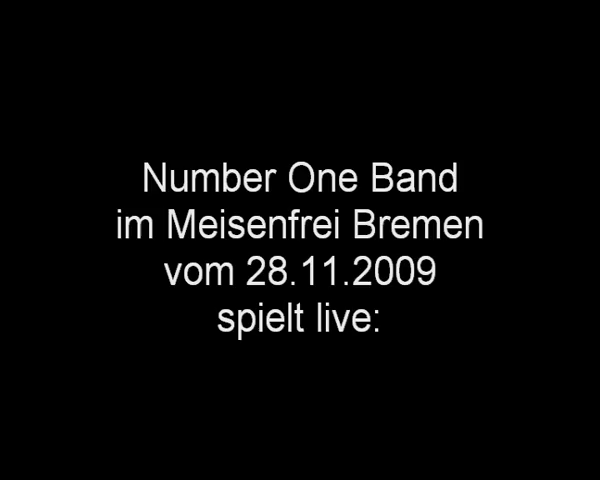 Number One Band
im Meisenfrei Bremen
vom 28.11.2009
spielt live: